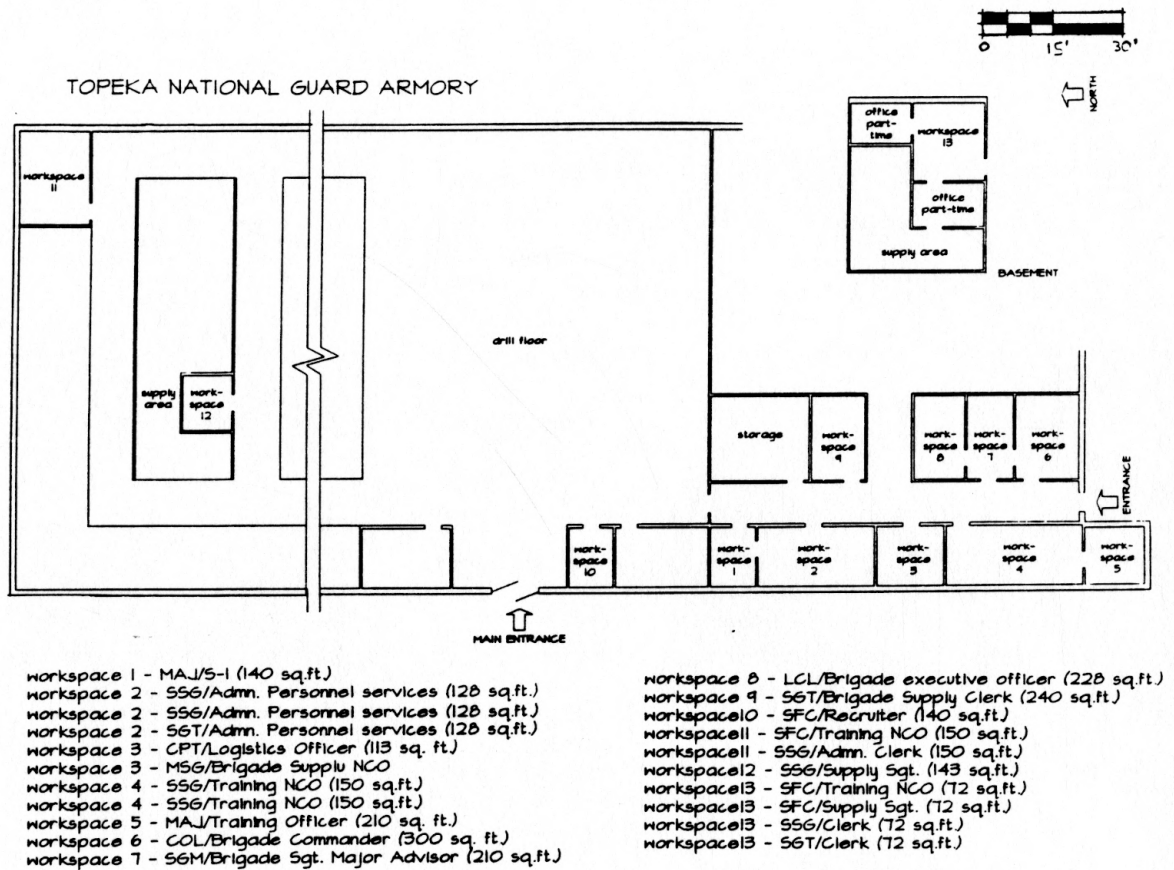 0 15' 30'
TOPEKA NATIONAL GUARD ARMORY
NORTH
office
part-
time
workspace
13
office
part-time
supply area
BASEMENT
workspace
11
drill floor
supply
area
work-
space
12
storage
work-
space
9
work-
space
8
work-
space
7
work-
space
6
ENTRANCE
work-
space
10
work-
space
1
work-
space
2
work-
space
3
work-
space
4
work-
space
5
MAIN ENTRANCE
workspace 1 - MAJ/S-1 (140 sq.ft.)
workspace 2 - SSG/Admn. Personnel services (128 sq.ft.)
workspace 2 - SSG/Admn. Personnel services (128 sq.ft.)
workspace 2 - SGT/Admn. Personnel services (128 sq.ft.)
workspace 3 - CPT/Logistics Officer (113 sq. ft.)
workspace 3 - MSG/Brigade Supply NCO
workspace 4 - SSG/Training NCO (150 sq.ft.)
workspace 4 - SSG/Training NCO (150 sq.ft.)
workspace 5 - MAJ/Training Officer (210 sq. ft.)
workspace 6 - COL/Brigade Commander (300 sq. ft.)
workspace 7 - SGM/Brigade Sgt. Major Advisor (210 sq.ft.)
workspace 8 - LCL/Brigade executive officer (228 sq.ft.)
workspace 9 - SGT/Brigade Supply Clerk (240 sq.ft.)
workspace10 - SFC/Recruiter (140 sq.ft.)
workspace11 - SFC/Training NCO (150 sq.ft.)
workspace11 - SSG/Admn. Clerk (150 sq.ft.)
workspace12 - SSG/Supply Sgt. (143 sq.ft.)
workspace13 - SFC/Training NCO (72 sq.ft.)
workspace13 - SFC/Supply Sgt. (72 sq.ft.)
workspace13 - SSG/Clerk (72 sq.ft.)
workspace13 - SGT/Clerk (72 sq.ft.)